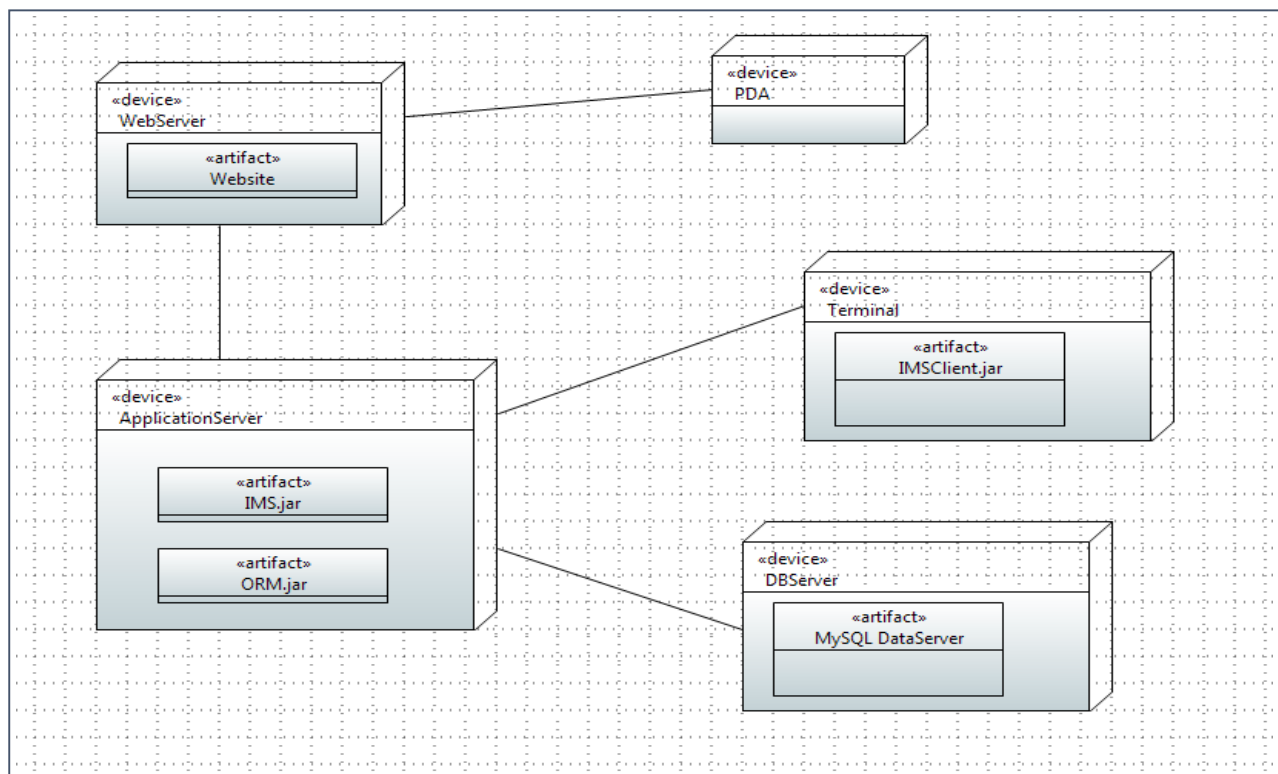 «device»
WebServer
«artifact»
Website
«device»
PDA
«device»
Terminal
«artifact»
IMSClient.jar
«device»
ApplicationServer
«artifact»
IMS.jar
«artifact»
ORM.jar
«device»
DBServer
«artifact»
MySQL DataServer